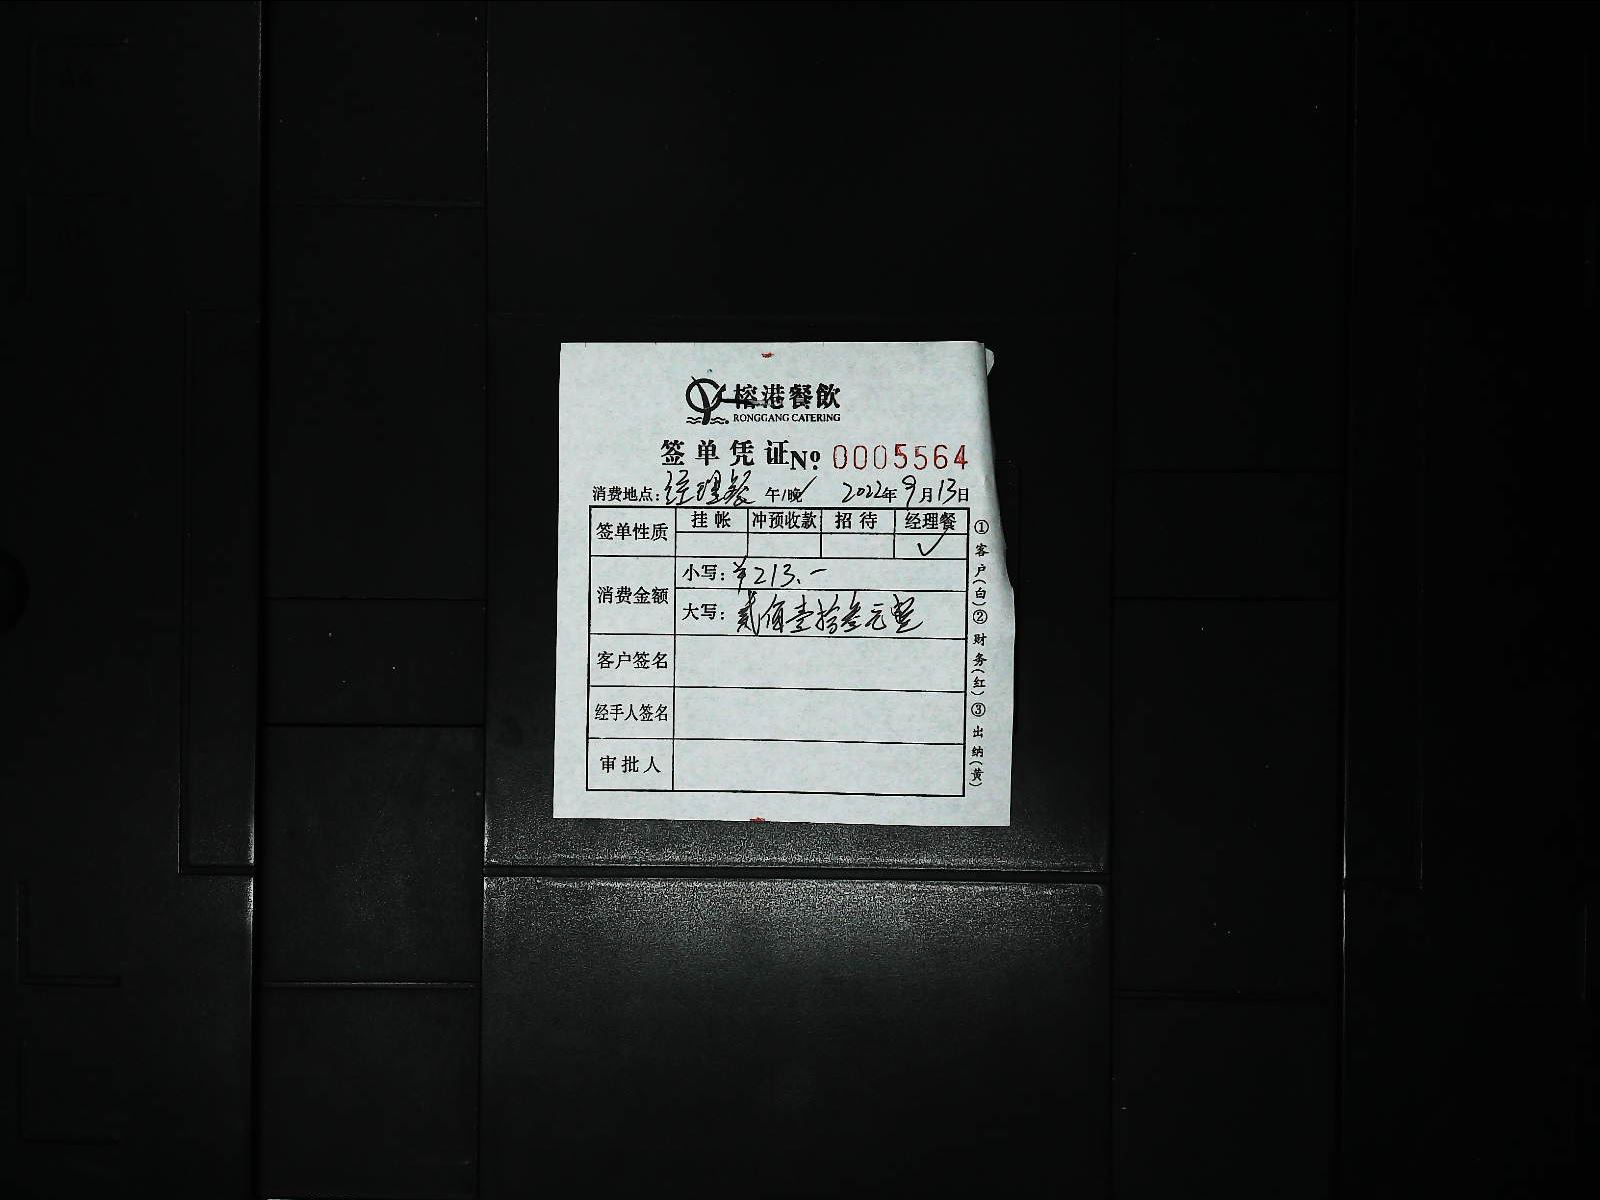 榕港餐飲
RONGGANG CATERING
签单凭证 Nº 0005564
消费地点：经理餐 午/晚✓ 2022年9月13日
签单性质 挂帐 冲预收款 招待 经理餐
✓
消费金额 小写：¥213.一
大写：贰佰壹拾叁元整
客户签名
经手人签名
审批人
①客户(白)②财务(红)③出纳(黄)